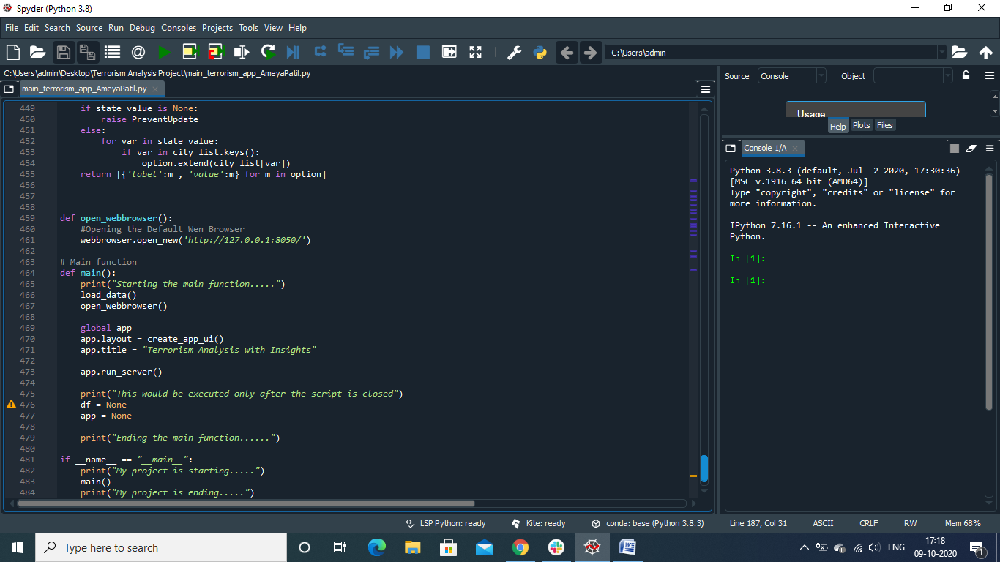 Spyder (Python 3.8)
File Edit Search Source Run Debug Consoles Projects Tools View Help
C:\Users\admin
C:\Users\admin\Desktop\Terrorism Analysis Project\main_terrorism_app_AmeyaPatil.py
main_terrorism_app_AmeyaPatil.py
449 if state_value is None:
450 raise PreventUpdate
451 else:
452 for var in state_value:
453 if var in city_list.keys():
454 option.extend(city_list[var])
455 return [{'label':m , 'value':m} for m in option]
456
457
458
459 def open_webbrowser():
460 #Opening the Default Wen Browser
461 webbrowser.open_new('http://127.0.0.1:8050/')
462
463 # Main function
464 def main():
465 print("Starting the main function.....")
466 load_data()
467 open_webbrowser()
468
469 global app
470 app.layout = create_app_ui()
471 app.title = "Terrorism Analysis with Insights"
472
473 app.run_server()
474
475 print("This would be executed only after the script is closed")
476 df = None
477 app = None
478
479 print("Ending the main function......")
480
481 if __name__ == "__main__":
482 print("My project is starting.....")
483 main()
484 print("My project is ending.....")
Source Console Object
Usage
Help Plots Files
Console 1/A
Python 3.8.3 (default, Jul  2 2020, 17:30:36)
[MSC v.1916 64 bit (AMD64)]
Type "copyright", "credits" or "license" for
more information.
IPython 7.16.1 -- An enhanced Interactive
Python.
In [1]:
In [1]:
LSP Python: ready Kite: ready conda: base (Python 3.8.3) Line 187, Col 31 ASCII CRLF RW Mem 68%
Type here to search
ENG
17:18
09-10-2020
1